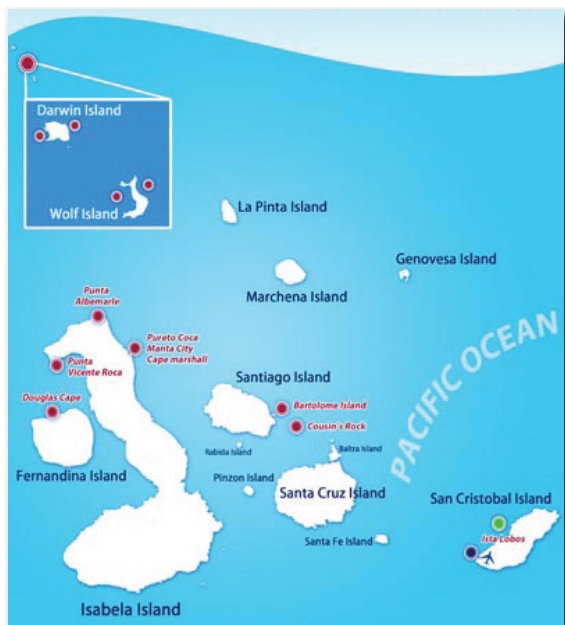 Darwin Island
Wolf Island
La Pinta Island
Genovesa Island
Marchena Island
Punta
Albemarle
Pureto Coca
Manta City
Cape marshall
Punta
Vicente Roca
PACIFIC OCEAN
Santiago Island
Douglas Cape
Bartolome Island
Cousin's Rock
Rabida Island
Baltra Island
Fernandina Island
Pinzon Island
Santa Cruz Island
San Cristobal Island
Ista Lobos
Santa Fe Island
Isabela Island